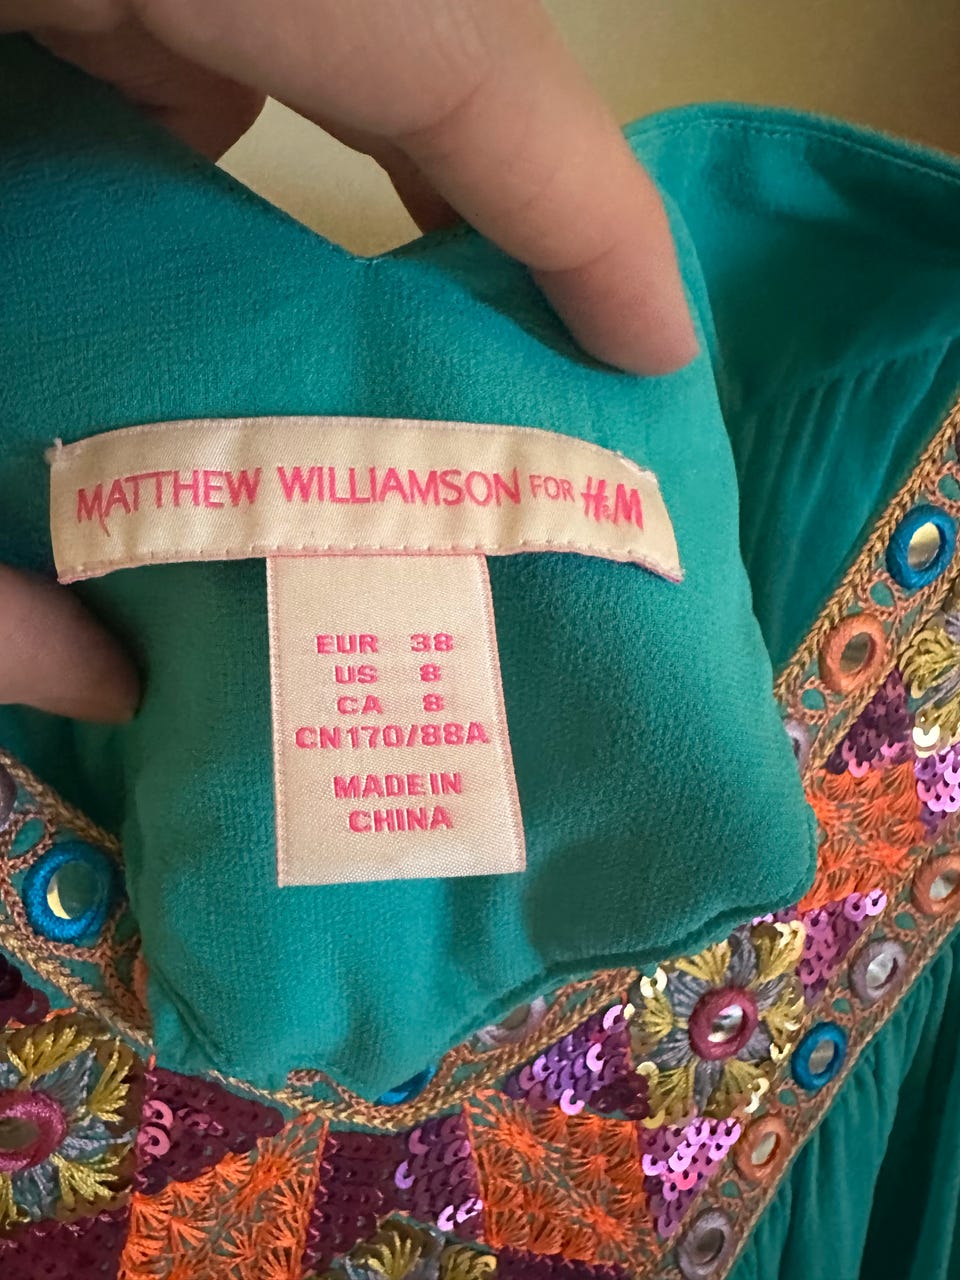 MATTHEW WILLIAMSON FOR H&M
EUR 38
US 8
CA 8
CN170/88A
MADE IN
CHINA